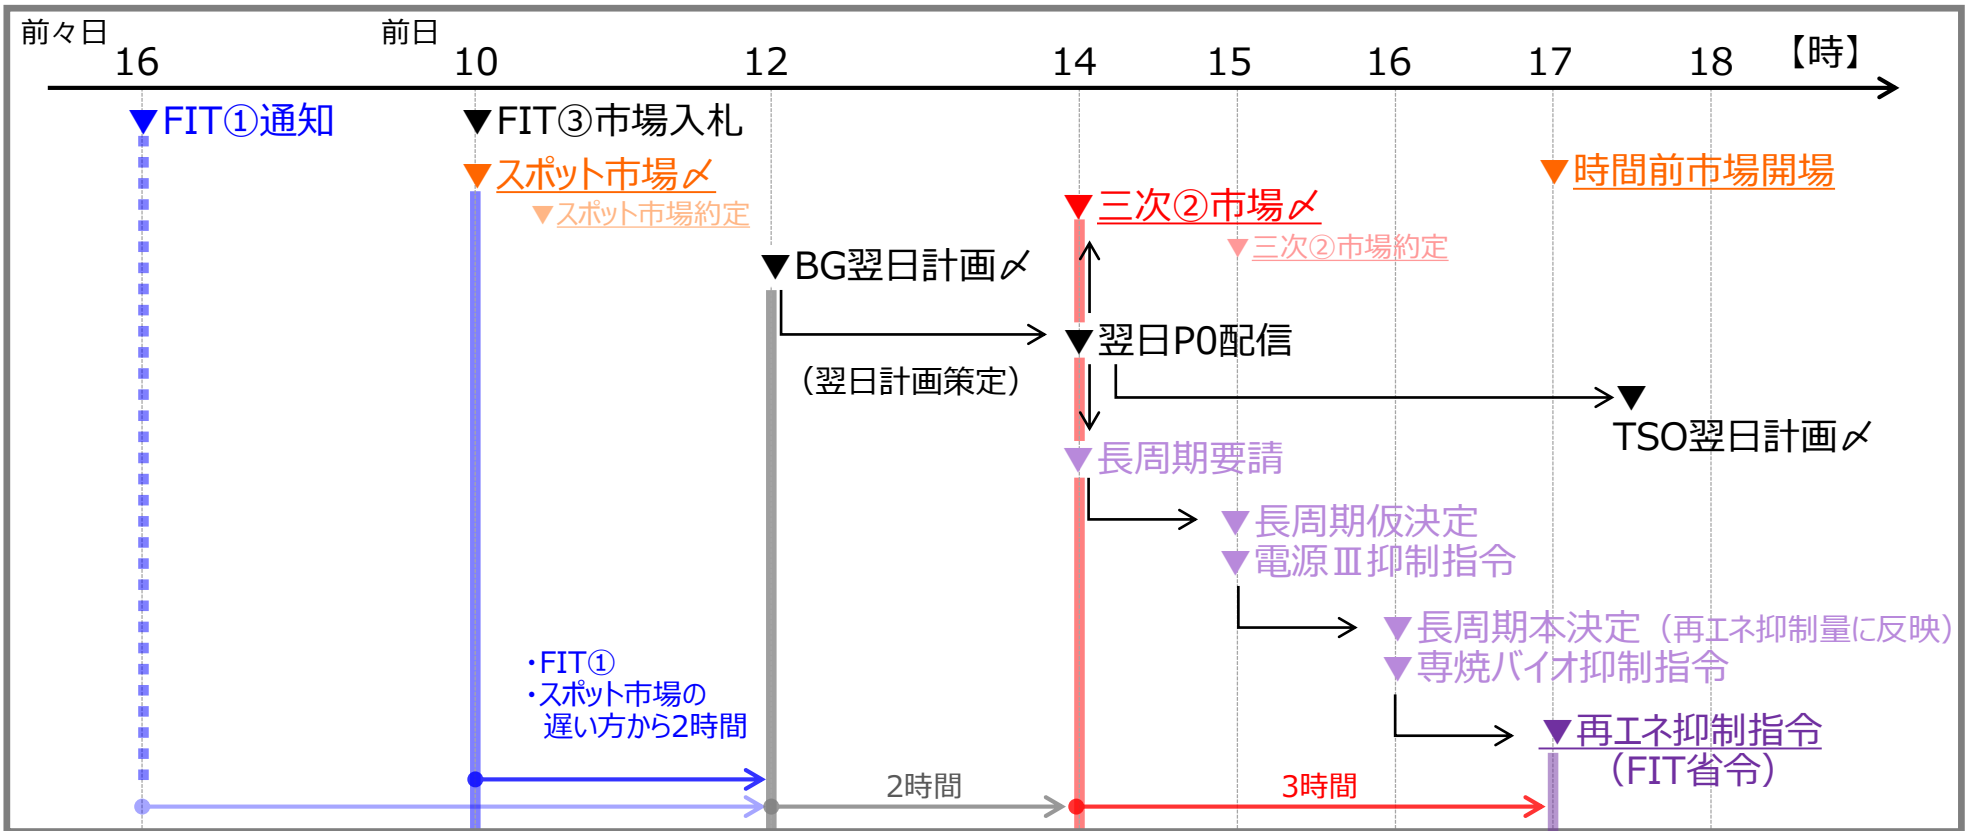 前々日
前日
16
10
12
14
15
16
17
18
【時】
▼FIT①通知
▼FIT③市場入札
▼スポット市場〆
▼スポット市場約定
▼時間前市場開場
▼三次②市場〆
▼三次②市場約定
▼BG翌日計画〆
▼翌日P0配信
（翌日計画策定）
▼
TSO翌日計画〆
▼長周期要請
▼長周期仮決定
▼電源Ⅲ抑制指令
▼長周期本決定（再エネ抑制量に反映）
▼専焼バイオ抑制指令
▼再エネ抑制指令
（FIT省令）
・FIT①
・スポット市場の
遅い方から2時間
2時間
3時間